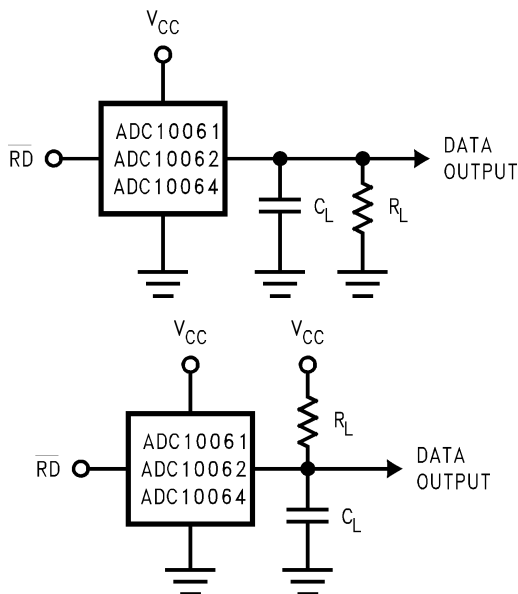 VCC
RD
ADC10061
ADC10062
ADC10064
CL
RL
DATA
OUTPUT
VCC
VCC
RL
RD
ADC10061
ADC10062
ADC10064
CL
DATA
OUTPUT